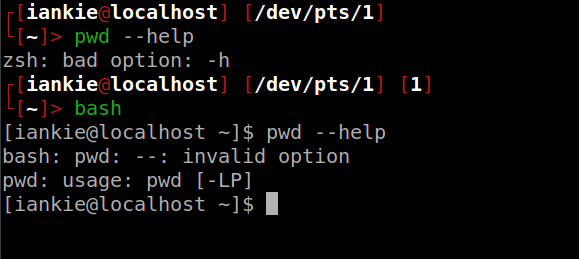 ┌[iankie@localhost] [/dev/pts/1]
└[~]> pwd --help
zsh: bad option: -h
┌[iankie@localhost] [/dev/pts/1] [1]
└[~]> bash
[iankie@localhost ~]$ pwd --help
bash: pwd: --: invalid option
pwd: usage: pwd [-LP]
[iankie@localhost ~]$